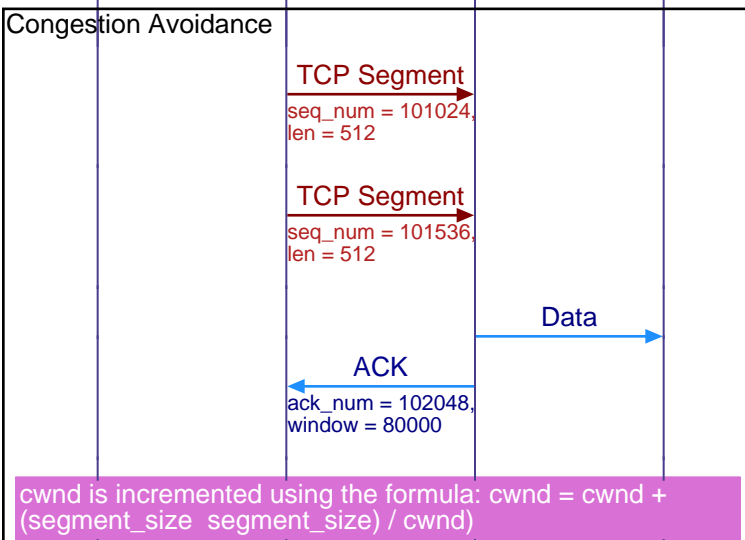 Congestion Avoidance
TCP Segment
seq_num = 101024,
len = 512
TCP Segment
seq_num = 101536,
len = 512
Data
ACK
ack_num = 102048,
window = 80000
cwnd is incremented using the formula: cwnd = cwnd +
(segment_size  segment_size) / cwnd)